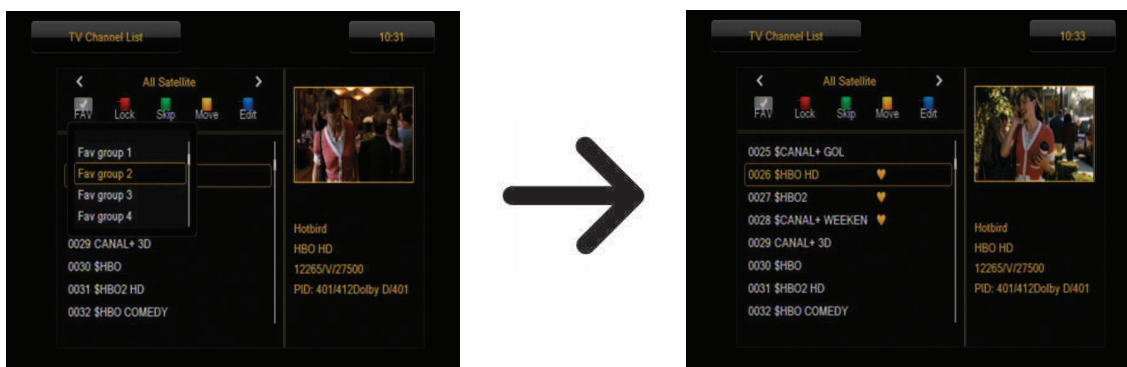 TV Channel List
10:31
All Satellite
FAV Lock Skip Move Edit
Fav group 1
Fav group 2
Fav group 3
Fav group 4
0029 CANAL+ 3D
0030 $HBO
0031 $HBO2 HD
0032 $HBO COMEDY
Hotbird
HBO HD
12265/V/27500
PID: 401/412Dolby D/401
TV Channel List
10:33
All Satellite
FAV Lock Skip Move Edit
0025 $CANAL+ GOL
0026 $HBO HD
0027 $HBO2
0028 $CANAL+ WEEKEN
0029 CANAL+ 3D
0030 $HBO
0031 $HBO2 HD
0032 $HBO COMEDY
Hotbird
HBO HD
12265/V/27500
PID: 401/412Dolby D/401